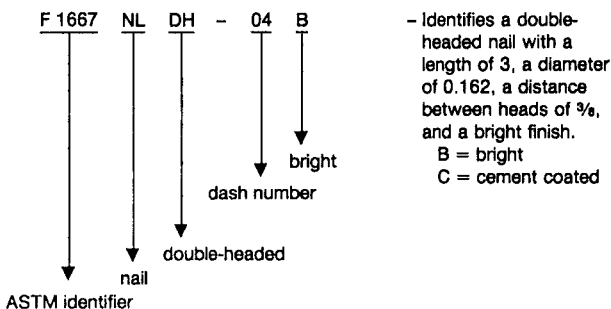 F 1667 NL DH - 04 B
bright
dash number
double-headed
nail
ASTM identifier
– Identifies a double-
headed nail with a
length of 3, a diameter
of 0.162, a distance
between heads of ⅜,
and a bright finish.
B = bright
C = cement coated